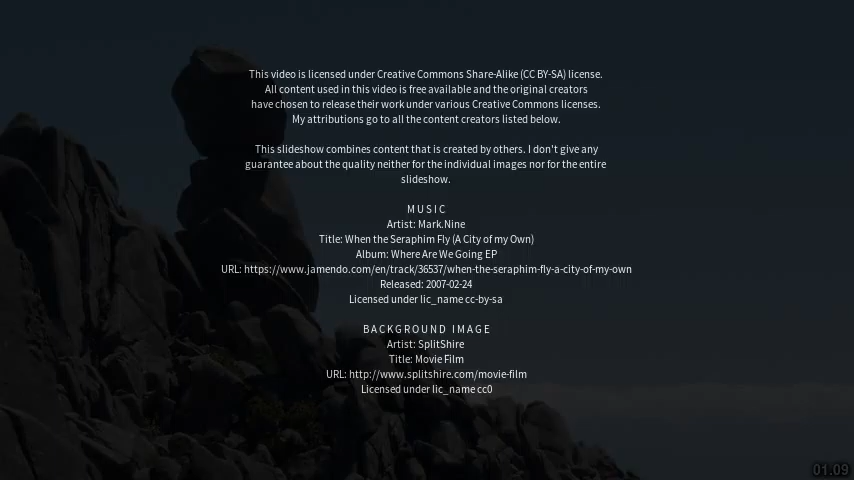 This video is licensed under Creative Commons Share-Alike (CC BY-SA) license.
All content used in this video is free available and the original creators
have chosen to release their work under various Creative Commons licenses.
My attributions go to all the content creators listed below.
This slideshow combines content that is created by others. I don't give any
guarantee about the quality neither for the individual images nor for the entire
slideshow.
MUSIC
Artist: Mark.Nine
Title: When the Seraphim Fly (A City of my Own)
Album: Where Are We Going EP
URL: https://www.jamendo.com/en/track/36537/when-the-seraphim-fly-a-city-of-my-own
Released: 2007-02-24
Licensed under lic_name cc-by-sa
BACKGROUND IMAGE
Artist: SplitShire
Title: Movie Film
URL: http://www.splitshire.com/movie-film
Licensed under lic_name cc0
01.09